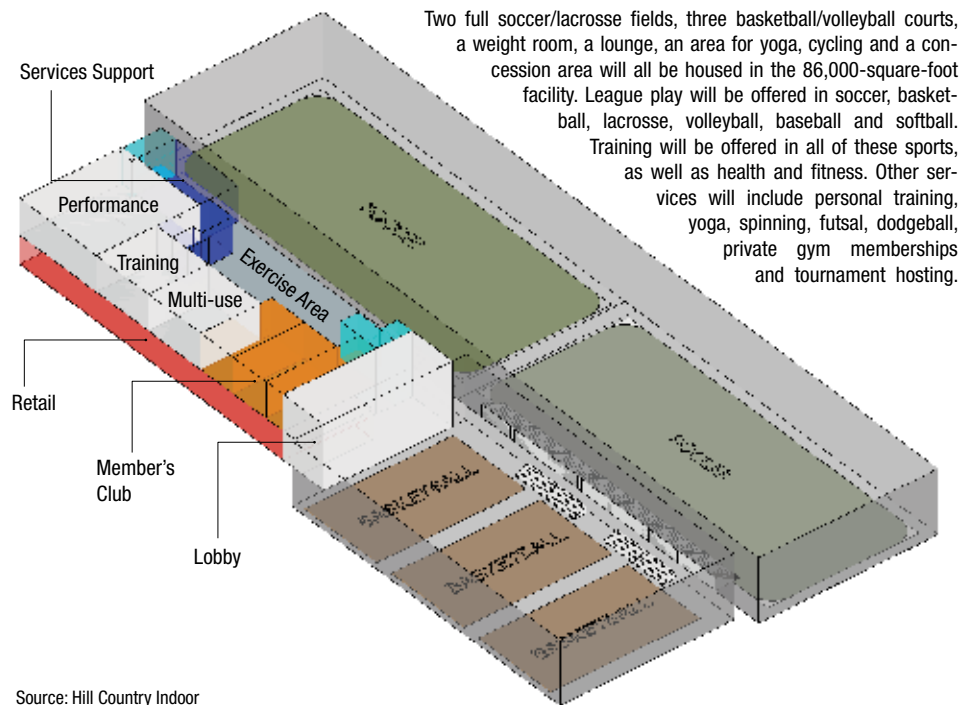 Two full soccer/lacrosse fields, three basketball/volleyball courts,
a weight room, a lounge, an area for yoga, cycling and a con-
cession area will all be housed in the 86,000-square-foot
facility. League play will be offered in soccer, basket-
ball, lacrosse, volleyball, baseball and softball.
Training will be offered in all of these sports,
as well as health and fitness. Other ser-
vices will include personal training,
yoga, spinning, futsal, dodgeball,
private gym memberships
and tournament hosting.
Services Support
Performance
Training
Exercise Area
Multi-use
Retail
Member's
Club
Lobby
BASKETBALL
BASKETBALL
BASKETBALL
Source: Hill Country Indoor